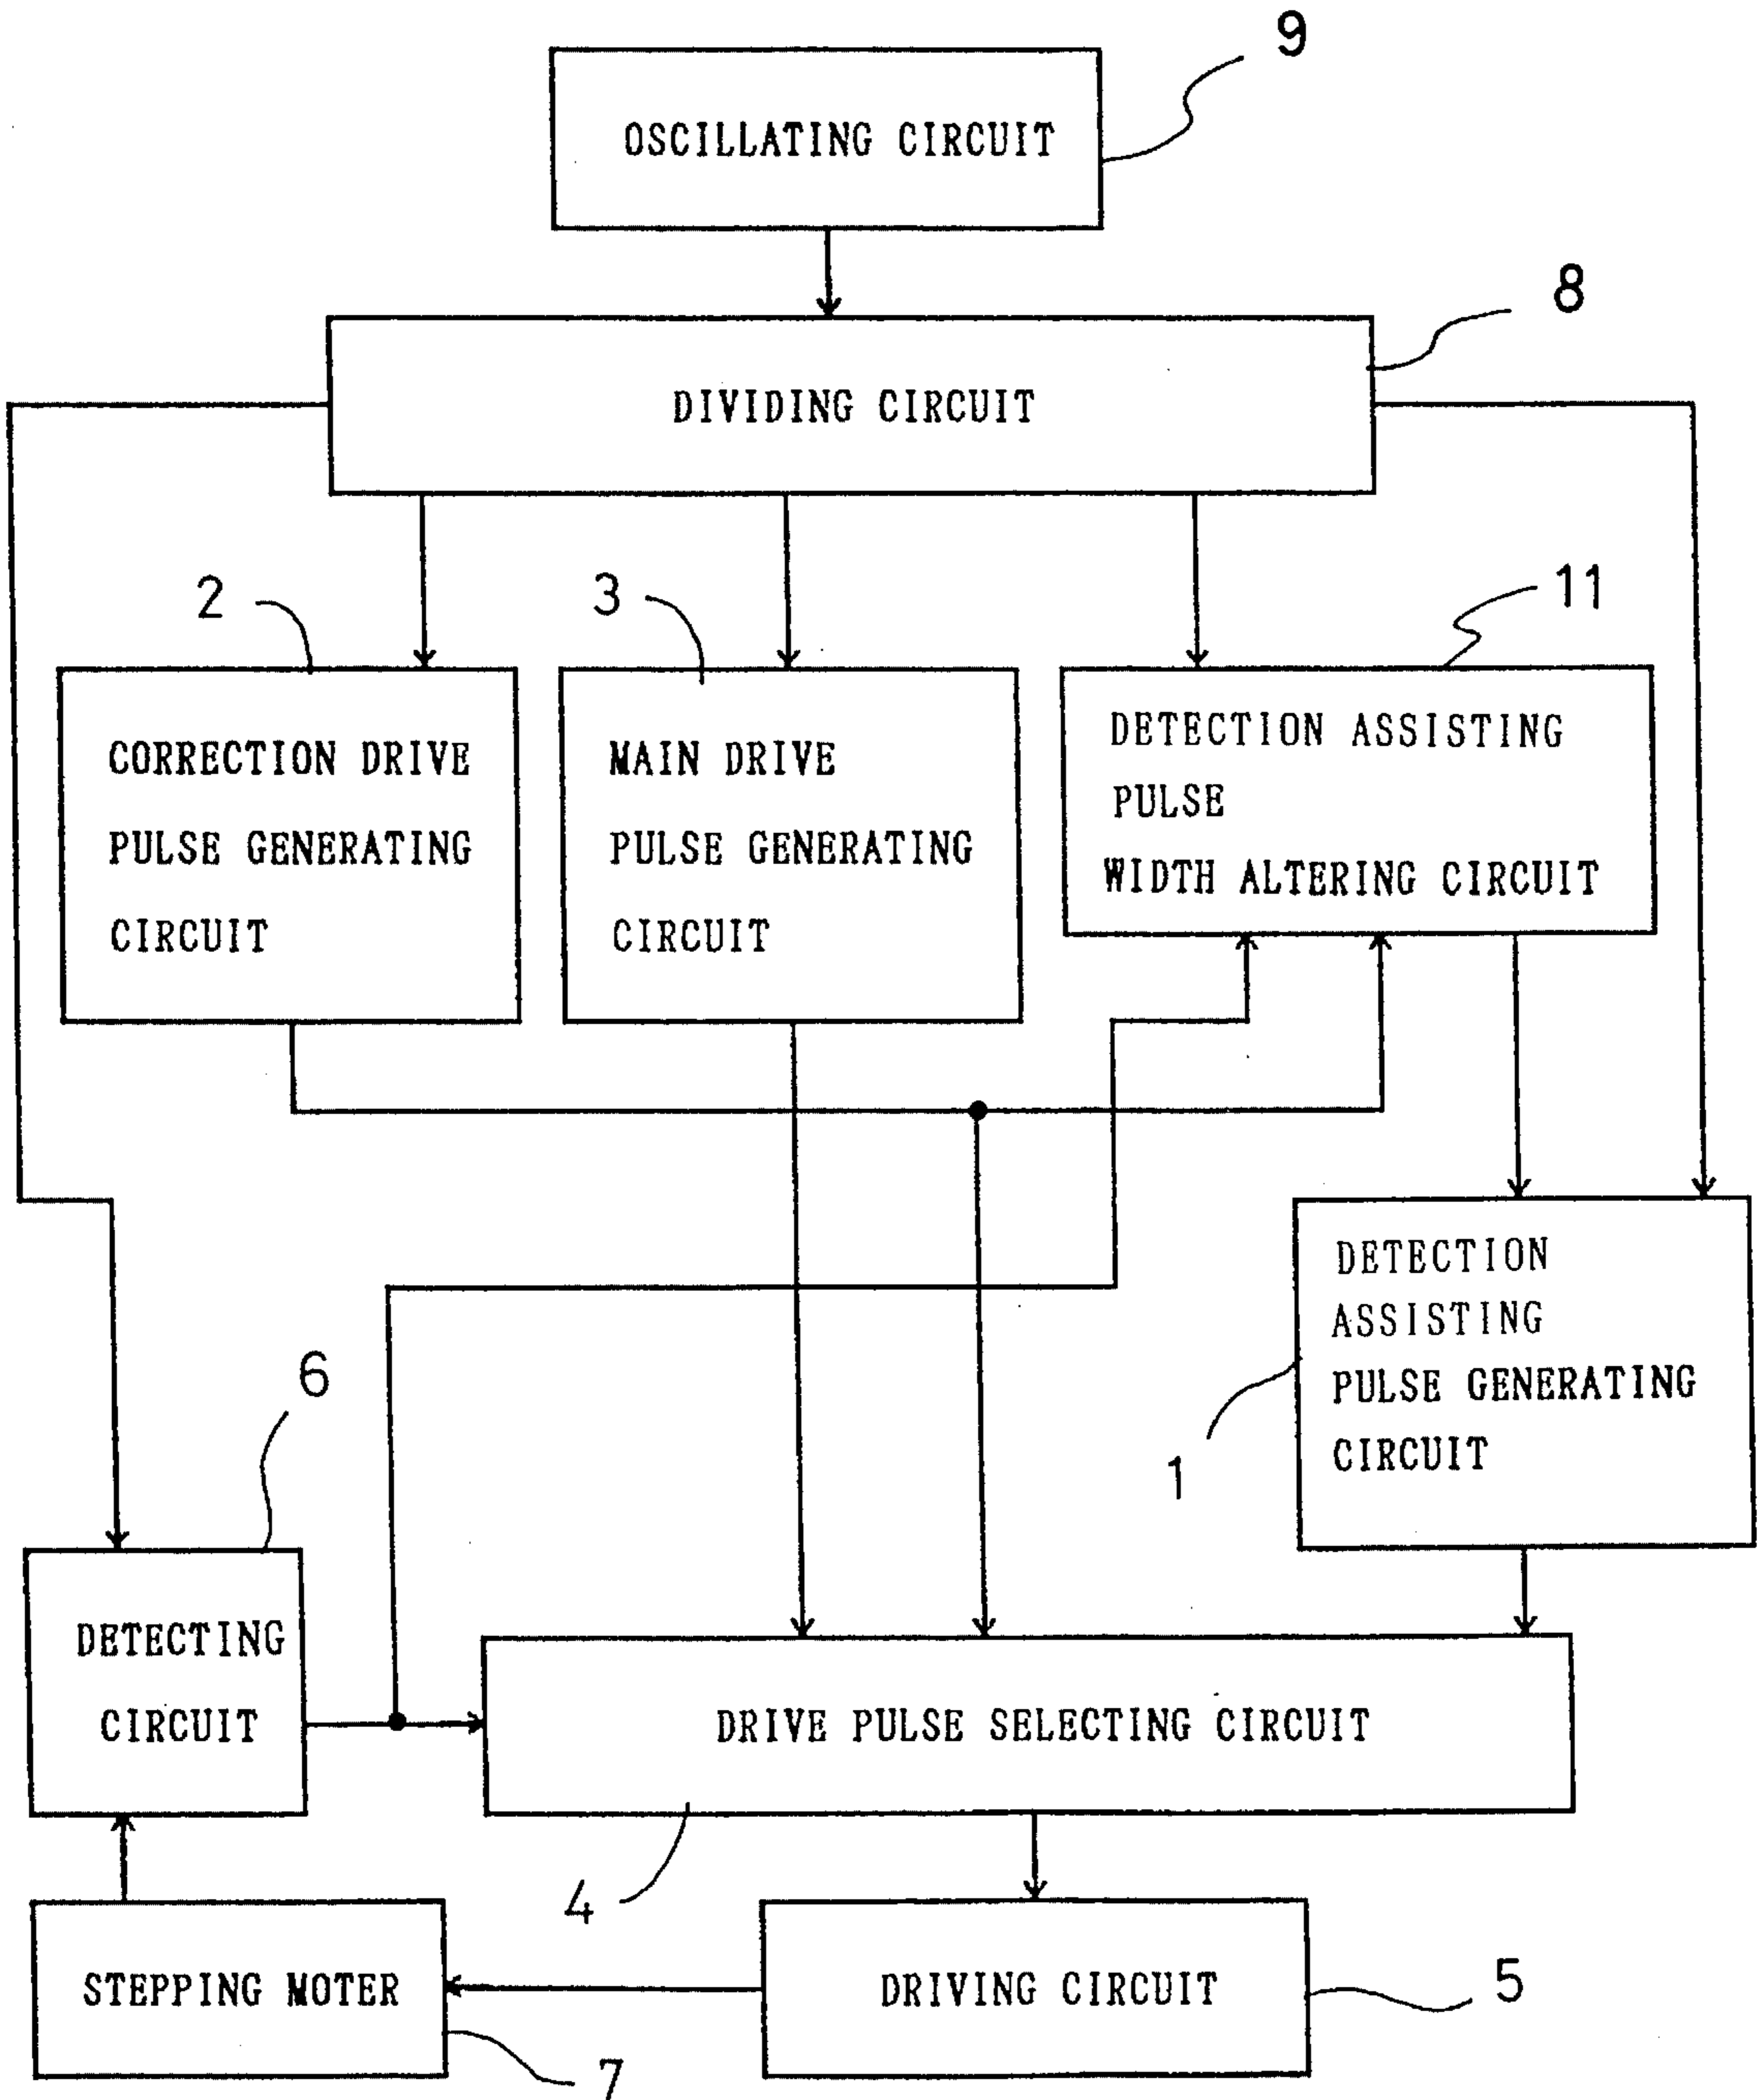 9
OSCILLATING CIRCUIT
8
DIVIDING CIRCUIT
2
3
11
CORRECTION DRIVE
PULSE GENERATING
CIRCUIT
MAIN DRIVE
PULSE GENERATING
CIRCUIT
DETECTION ASSISTING
PULSE
WIDTH ALTERING CIRCUIT
DETECTION
ASSISTING
PULSE GENERATING
CIRCUIT
1
6
DETECTING
CIRCUIT
DRIVE PULSE SELECTING CIRCUIT
4
STEPPING MOTER
7
DRIVING CIRCUIT
5